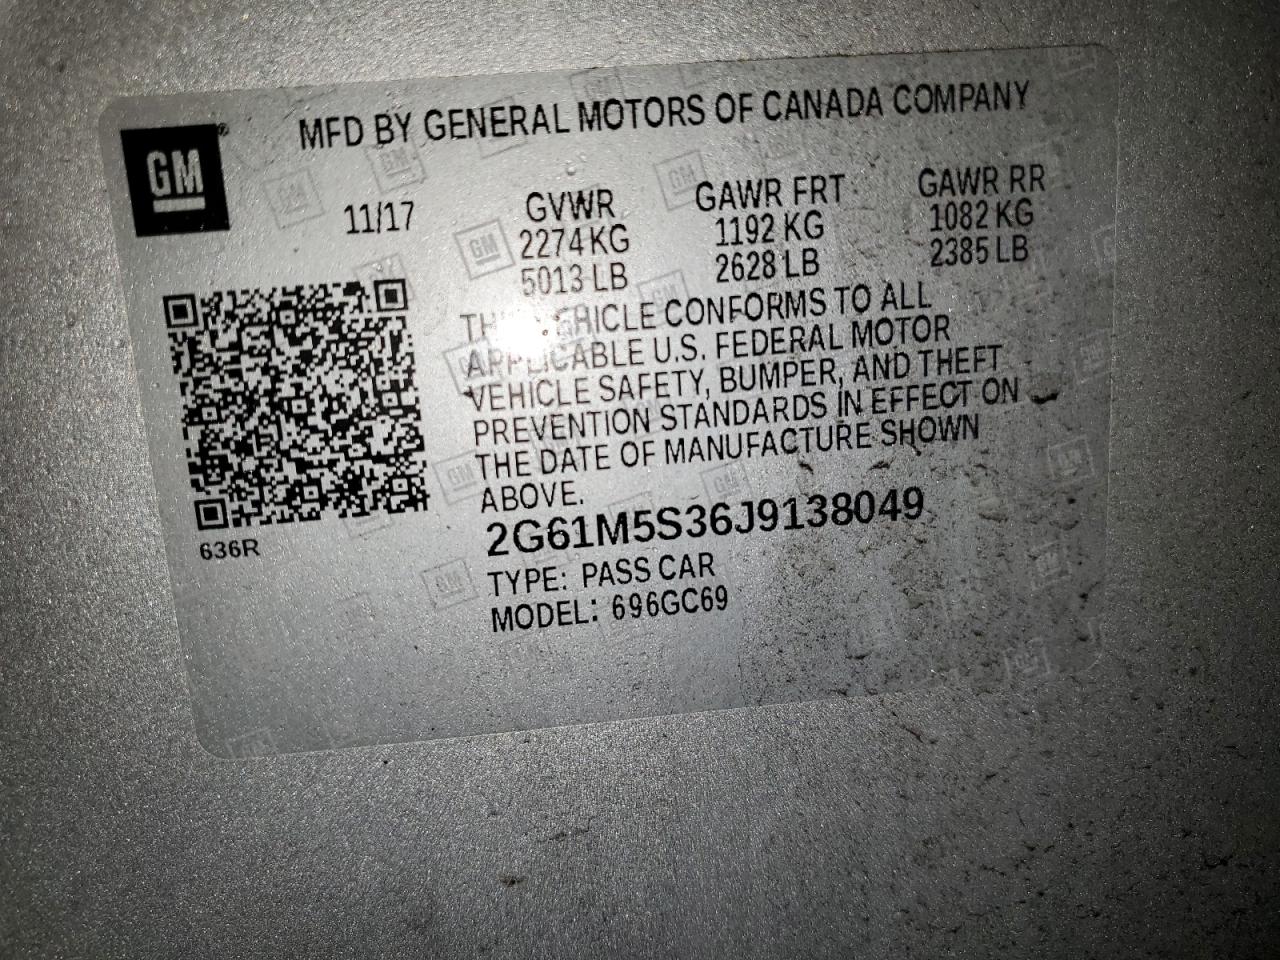 MFD BY GENERAL MOTORS OF CANADA COMPANY
GM
11/17
GVWR
2274 KG
5013 LB
GAWR FRT
1192 KG
2628 LB
GAWR RR
1082 KG
2385 LB
VEHICLE CONFORMS TO ALL
APPLICABLE U.S. FEDERAL MOTOR
VEHICLE SAFETY, BUMPER, AND THEFT
PREVENTION STANDARDS IN EFFECT ON
THE DATE OF MANUFACTURE SHOWN
ABOVE.
2G61M5S36J9138049
TYPE: PASS CAR
MODEL: 696GC69
636R